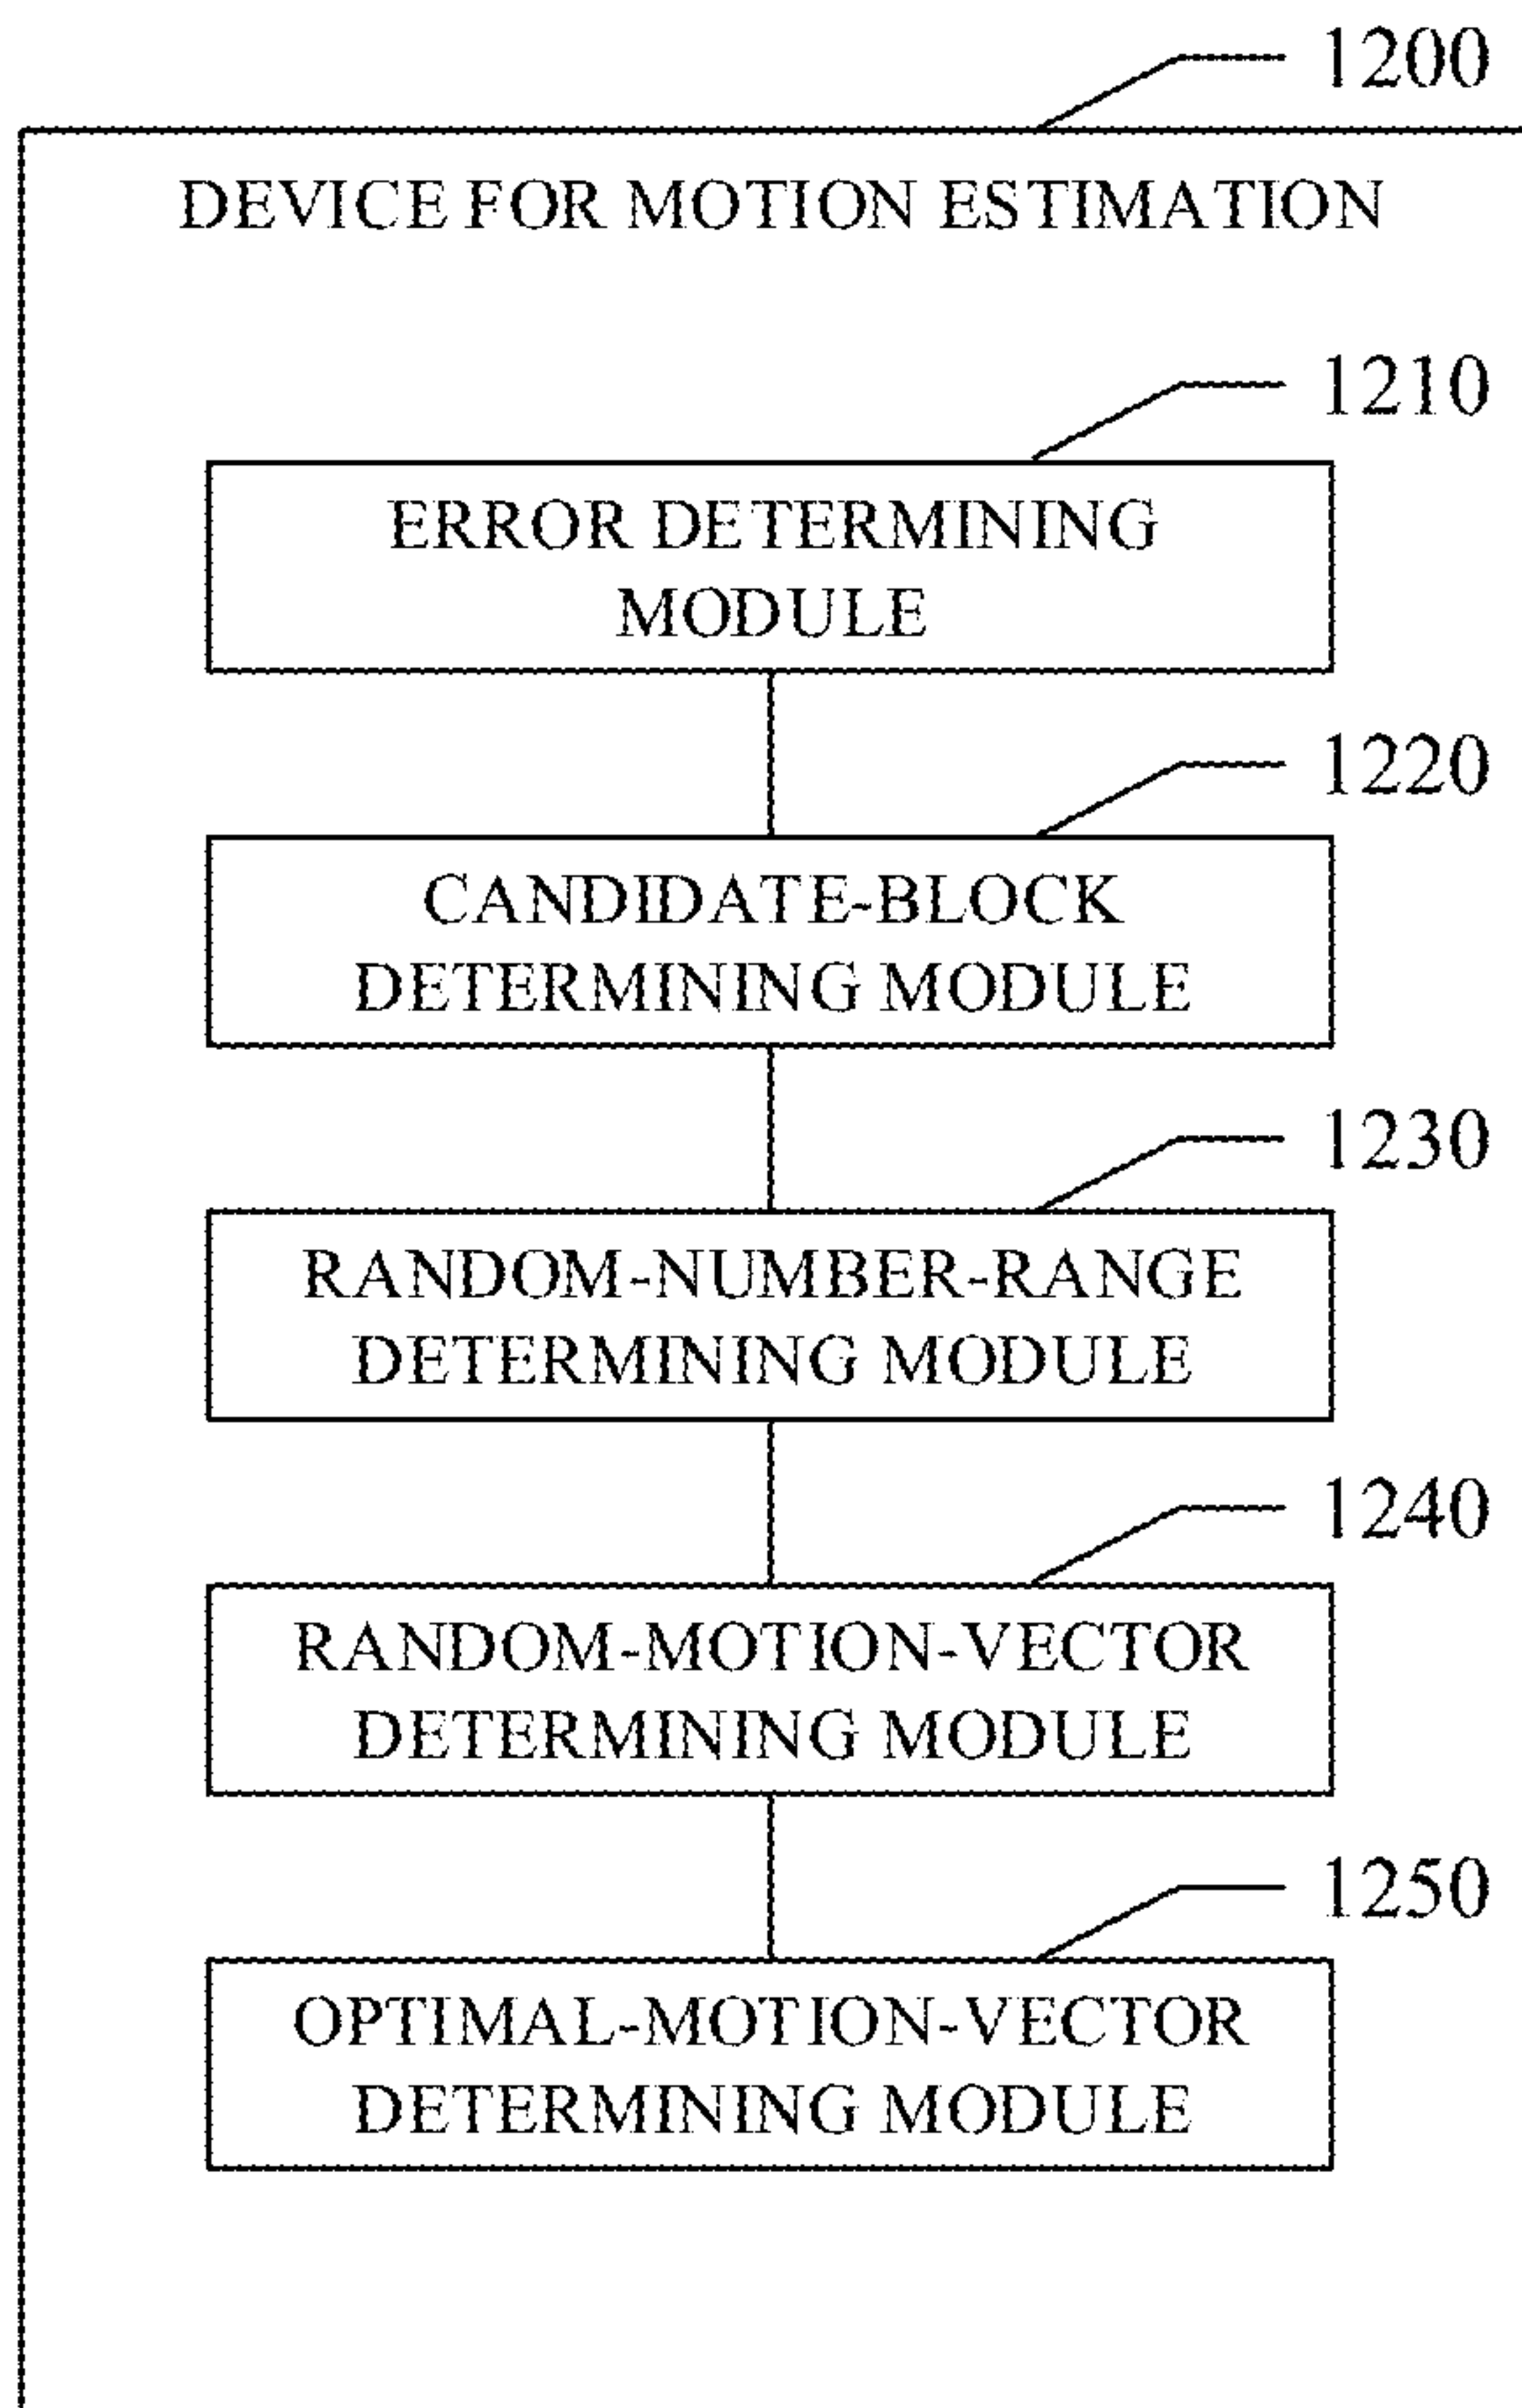 1200
DEVICE FOR MOTION ESTIMATION
1210
ERROR DETERMINING
MODULE
1220
CANDIDATE-BLOCK
DETERMINING MODULE
1230
RANDOM-NUMBER-RANGE
DETERMINING MODULE
1240
RANDOM-MOTION-VECTOR
DETERMINING MODULE
1250
OPTIMAL-MOTION-VECTOR
DETERMINING MODULE